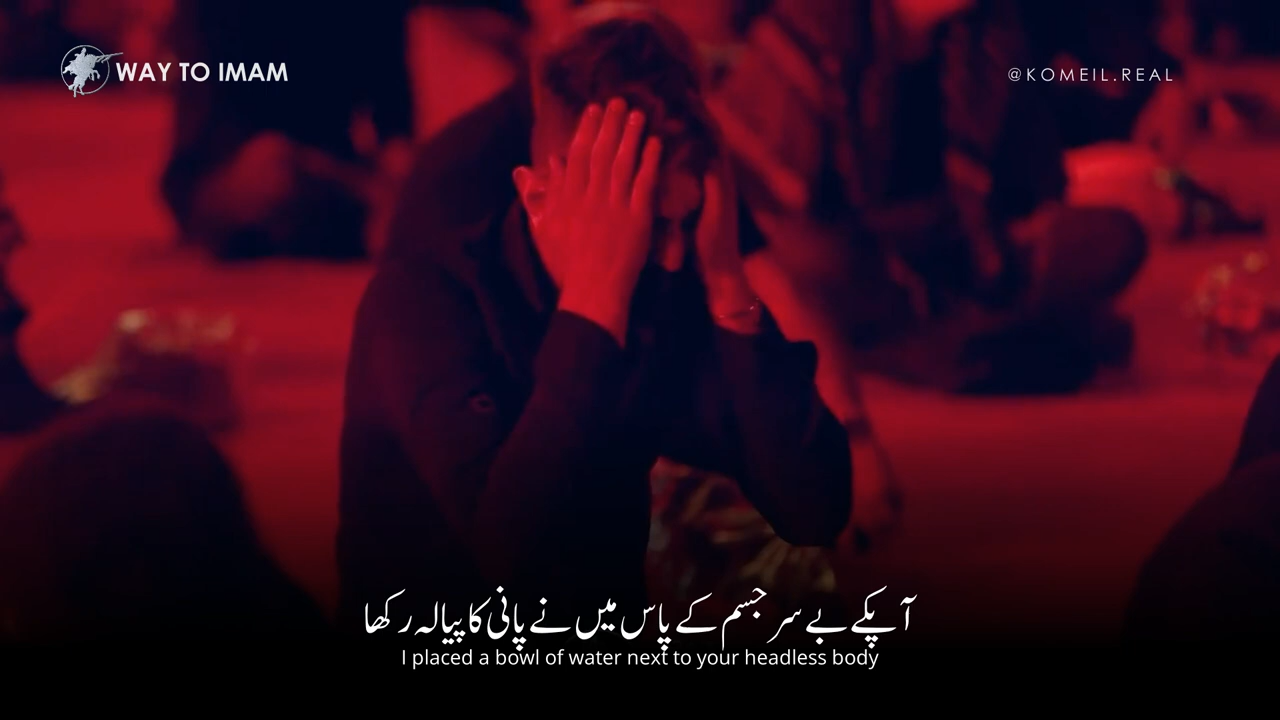 WAY TO IMAM
@KOMEIL.REAL
آپکے بے سر جسم کے پاس میں نے پانی کا پیالہ رکھا
I placed a bowl of water next to your headless body